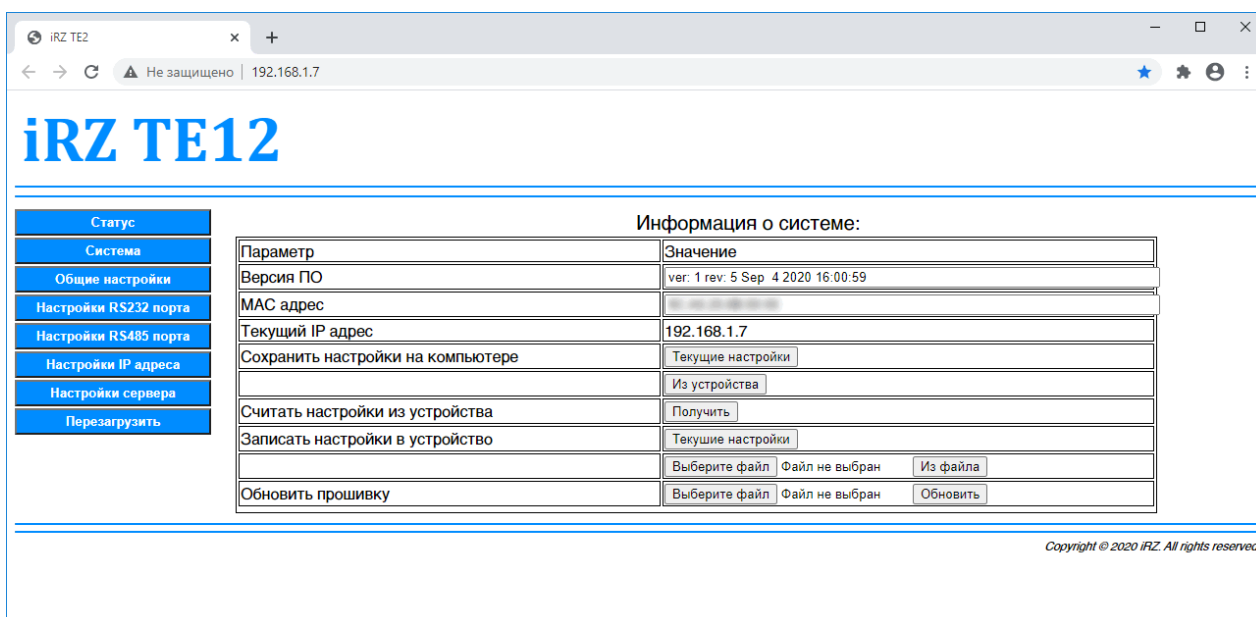 iRZ TE2
Не защищено 192.168.1.7
iRZ TE12
Статус
Система
Общие настройки
Настройки RS232 порта
Настройки RS485 порта
Настройки IP адреса
Настройки сервера
Перезагрузить
Информация о системе:
Параметр Значение
Версия ПО ver: 1 rev: 5 Sep 4 2020 16:00:59
MAC адрес
Текущий IP адрес 192.168.1.7
Сохранить настройки на компьютере Текущие настройки
Из устройства
Считать настройки из устройства Получить
Записать настройки в устройство Текушие настройки
Выберите файл Файл не выбран Из файла
Обновить прошивку Выберите файл Файл не выбран Обновить
Copyright © 2020 iRZ. All rights reserved